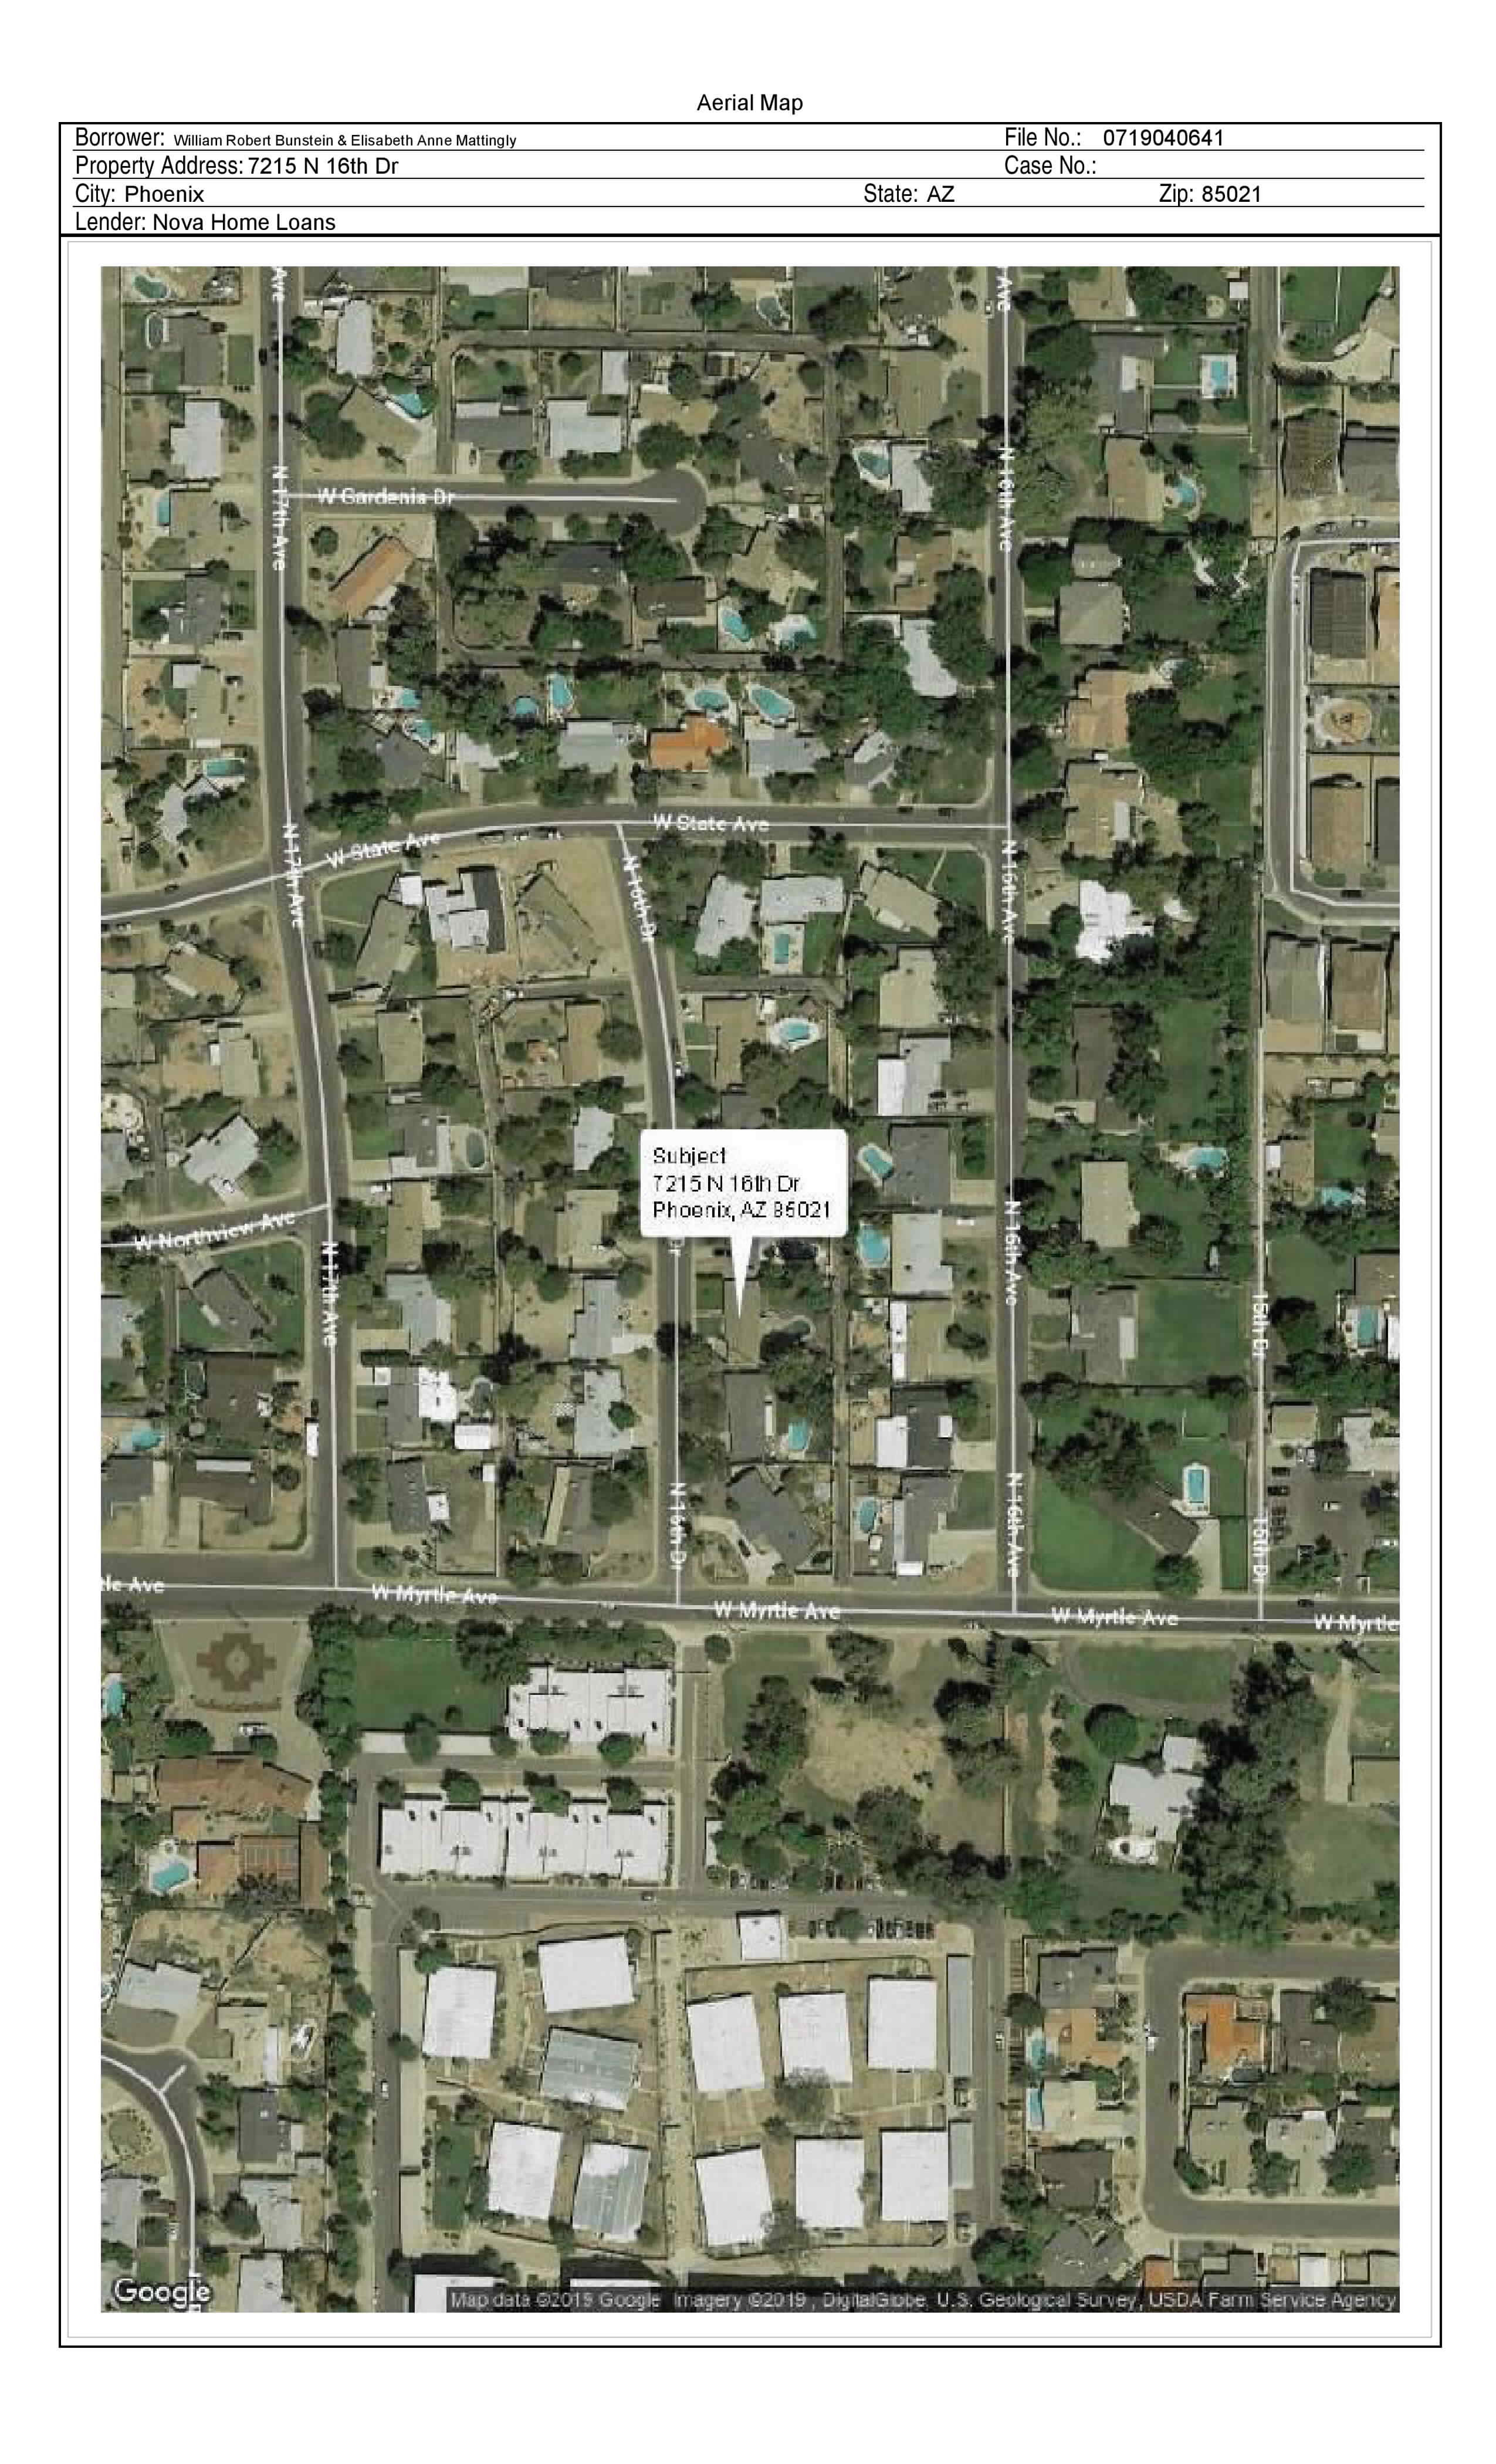 Aerial Map
Borrower: William Robert Bunstein & Elisabeth Anne Mattingly File No.: 0719040641
Property Address: 7215 N 16th Dr Case No.:
City: Phoenix State: AZ Zip: 85021
Lender: Nova Home Loans
Ave
Ave
N 17th Ave
W Gardenia Dr
N 16th Ave
W State Ave
W State Ave
N 17th Ave
N 16th Dr
N 16th Ave
Subject
7215 N 16th Dr
Phoenix, AZ 85021
W Northview Ave
N 17th Ave
Dr
N 16th Ave
15th Dr
N 16th Dr
N 16th Ave
15th Dr
tle Ave
W Myrtle Ave
W Myrtle Ave
W Myrtle Ave
W Myrtle
Google
Map data ©2019 Google Imagery ©2019 , DigitalGlobe, U.S. Geological Survey, USDA Farm Service Agency